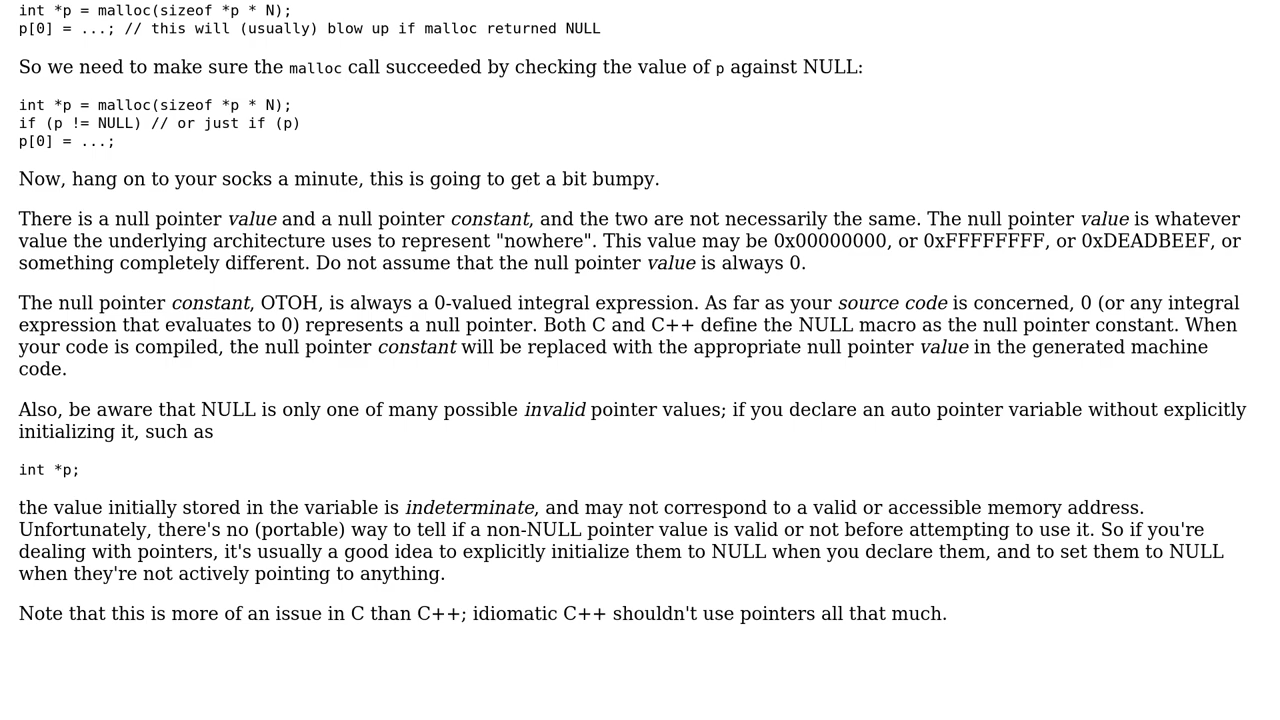 int *p = malloc(sizeof *p * N);
p[0] = ...; // this will (usually) blow up if malloc returned NULL
So we need to make sure the malloc call succeeded by checking the value of p against NULL:
int *p = malloc(sizeof *p * N);
if (p != NULL) // or just if (p)
p[0] = ...;
Now, hang on to your socks a minute, this is going to get a bit bumpy.
There is a null pointer value and a null pointer constant, and the two are not necessarily the same. The null pointer value is whatever
value the underlying architecture uses to represent "nowhere". This value may be 0x00000000, or 0xFFFFFFFF, or 0xDEADBEEF, or
something completely different. Do not assume that the null pointer value is always 0.
The null pointer constant, OTOH, is always a 0-valued integral expression. As far as your source code is concerned, 0 (or any integral
expression that evaluates to 0) represents a null pointer. Both C and C++ define the NULL macro as the null pointer constant. When
your code is compiled, the null pointer constant will be replaced with the appropriate null pointer value in the generated machine
code.
Also, be aware that NULL is only one of many possible invalid pointer values; if you declare an auto pointer variable without explicitly
initializing it, such as
int *p;
the value initially stored in the variable is indeterminate, and may not correspond to a valid or accessible memory address.
Unfortunately, there's no (portable) way to tell if a non-NULL pointer value is valid or not before attempting to use it. So if you're
dealing with pointers, it's usually a good idea to explicitly initialize them to NULL when you declare them, and to set them to NULL
when they're not actively pointing to anything.
Note that this is more of an issue in C than C++; idiomatic C++ shouldn't use pointers all that much.